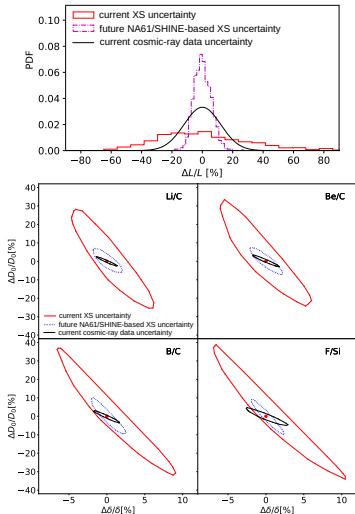 current XS uncertainty
future NA61/SHINE-based XS uncertainty
current cosmic-ray data uncertainty
PDF
0.10
0.08
0.06
0.04
0.02
0.00
−80 −60 −40 −20 0 20 40 60 80
ΔL/L [%]
Li/C
Be/C
ΔD₀/D₀[%]
40
30
20
10
0
−10
−20
−30
−40
current XS uncertainty
future NA61/SHINE-based XS uncertainty
current cosmic-ray data uncertainty
B/C
F/Si
ΔD₀/D₀[%]
40
30
20
10
0
−10
−20
−30
−40
−5 0 5 10
−5 0 5 10
Δδ/δ[%]
Δδ/δ[%]